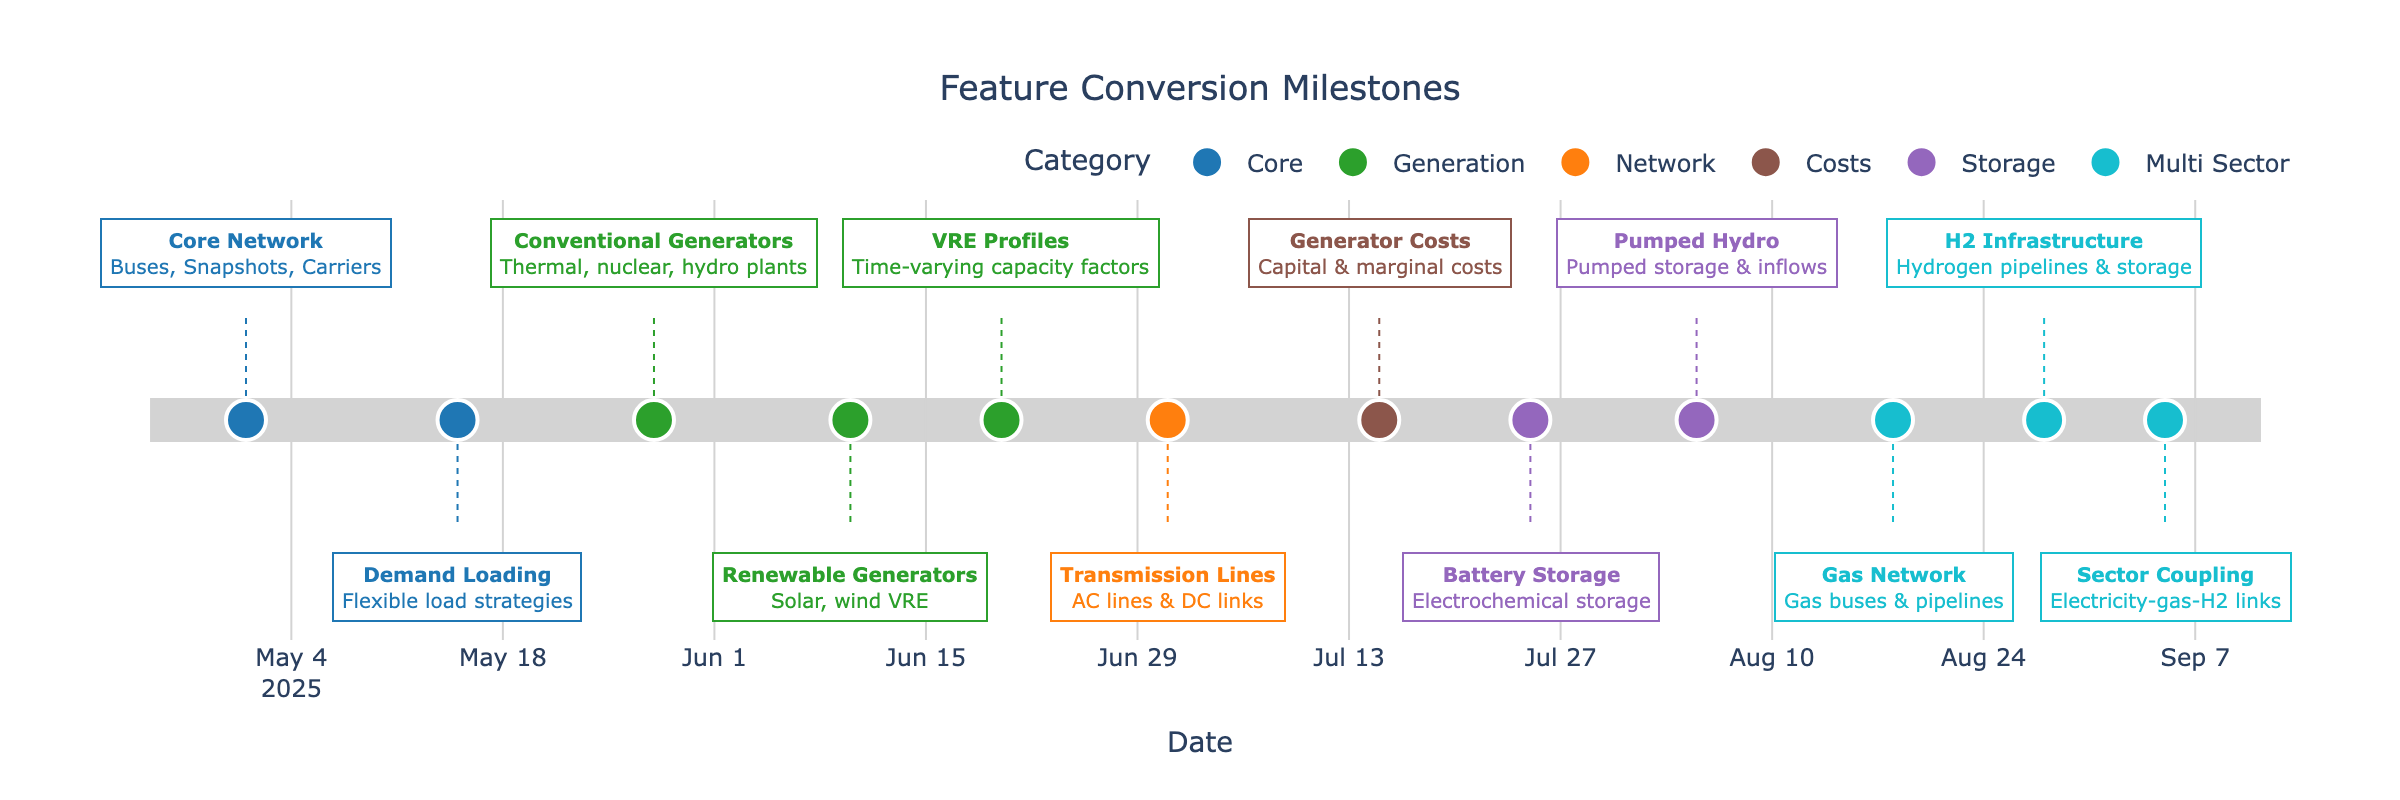 Feature Conversion Milestones
Category Core Generation Network Costs Storage Multi Sector
Core Network
Buses, Snapshots, Carriers
Conventional Generators
Thermal, nuclear, hydro plants
VRE Profiles
Time-varying capacity factors
Generator Costs
Capital & marginal costs
Pumped Hydro
Pumped storage & inflows
H2 Infrastructure
Hydrogen pipelines & storage
Demand Loading
Flexible load strategies
Renewable Generators
Solar, wind VRE
Transmission Lines
AC lines & DC links
Battery Storage
Electrochemical storage
Gas Network
Gas buses & pipelines
Sector Coupling
Electricity-gas-H2 links
May 4 May 18 Jun 1 Jun 15 Jun 29 Jul 13 Jul 27 Aug 10 Aug 24 Sep 7
2025
Date